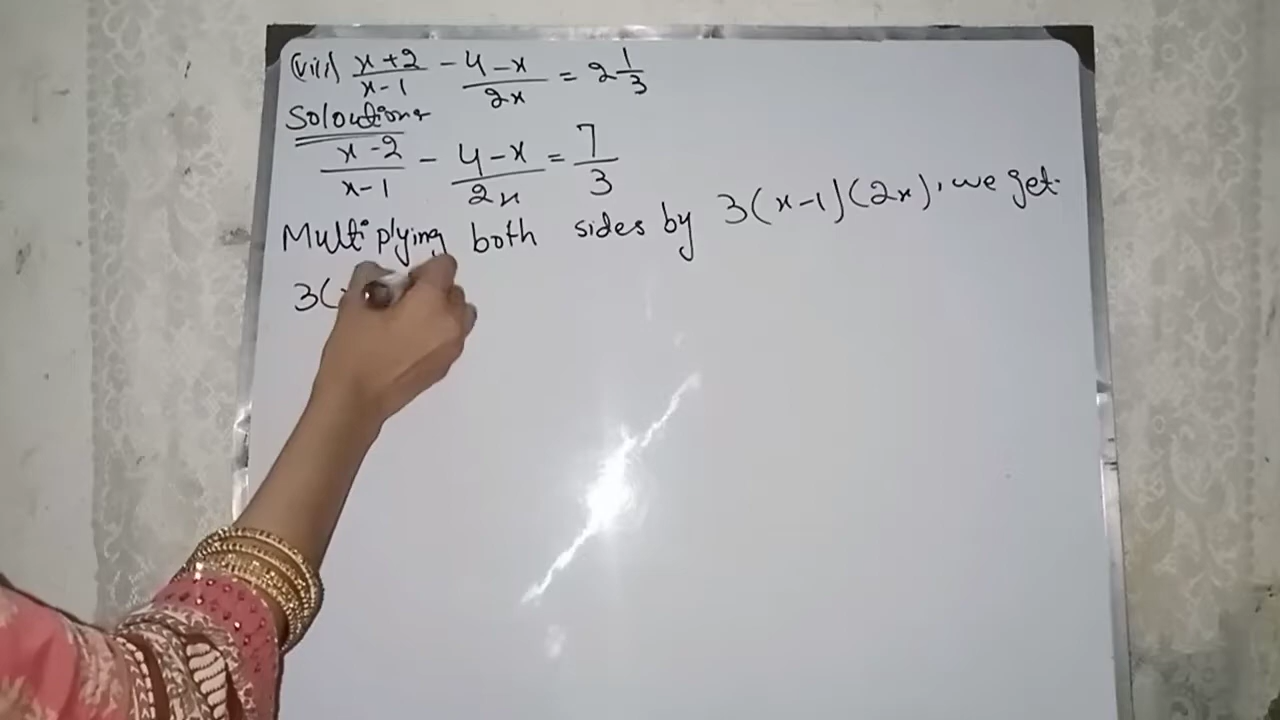 (vii) x+2/x-1 - 4-x/2x = 2 1/3
Soloution
x-2/x-1 - 4-x/2x = 7/3
Multiplying both sides by 3(x-1)(2x), we get.
3(